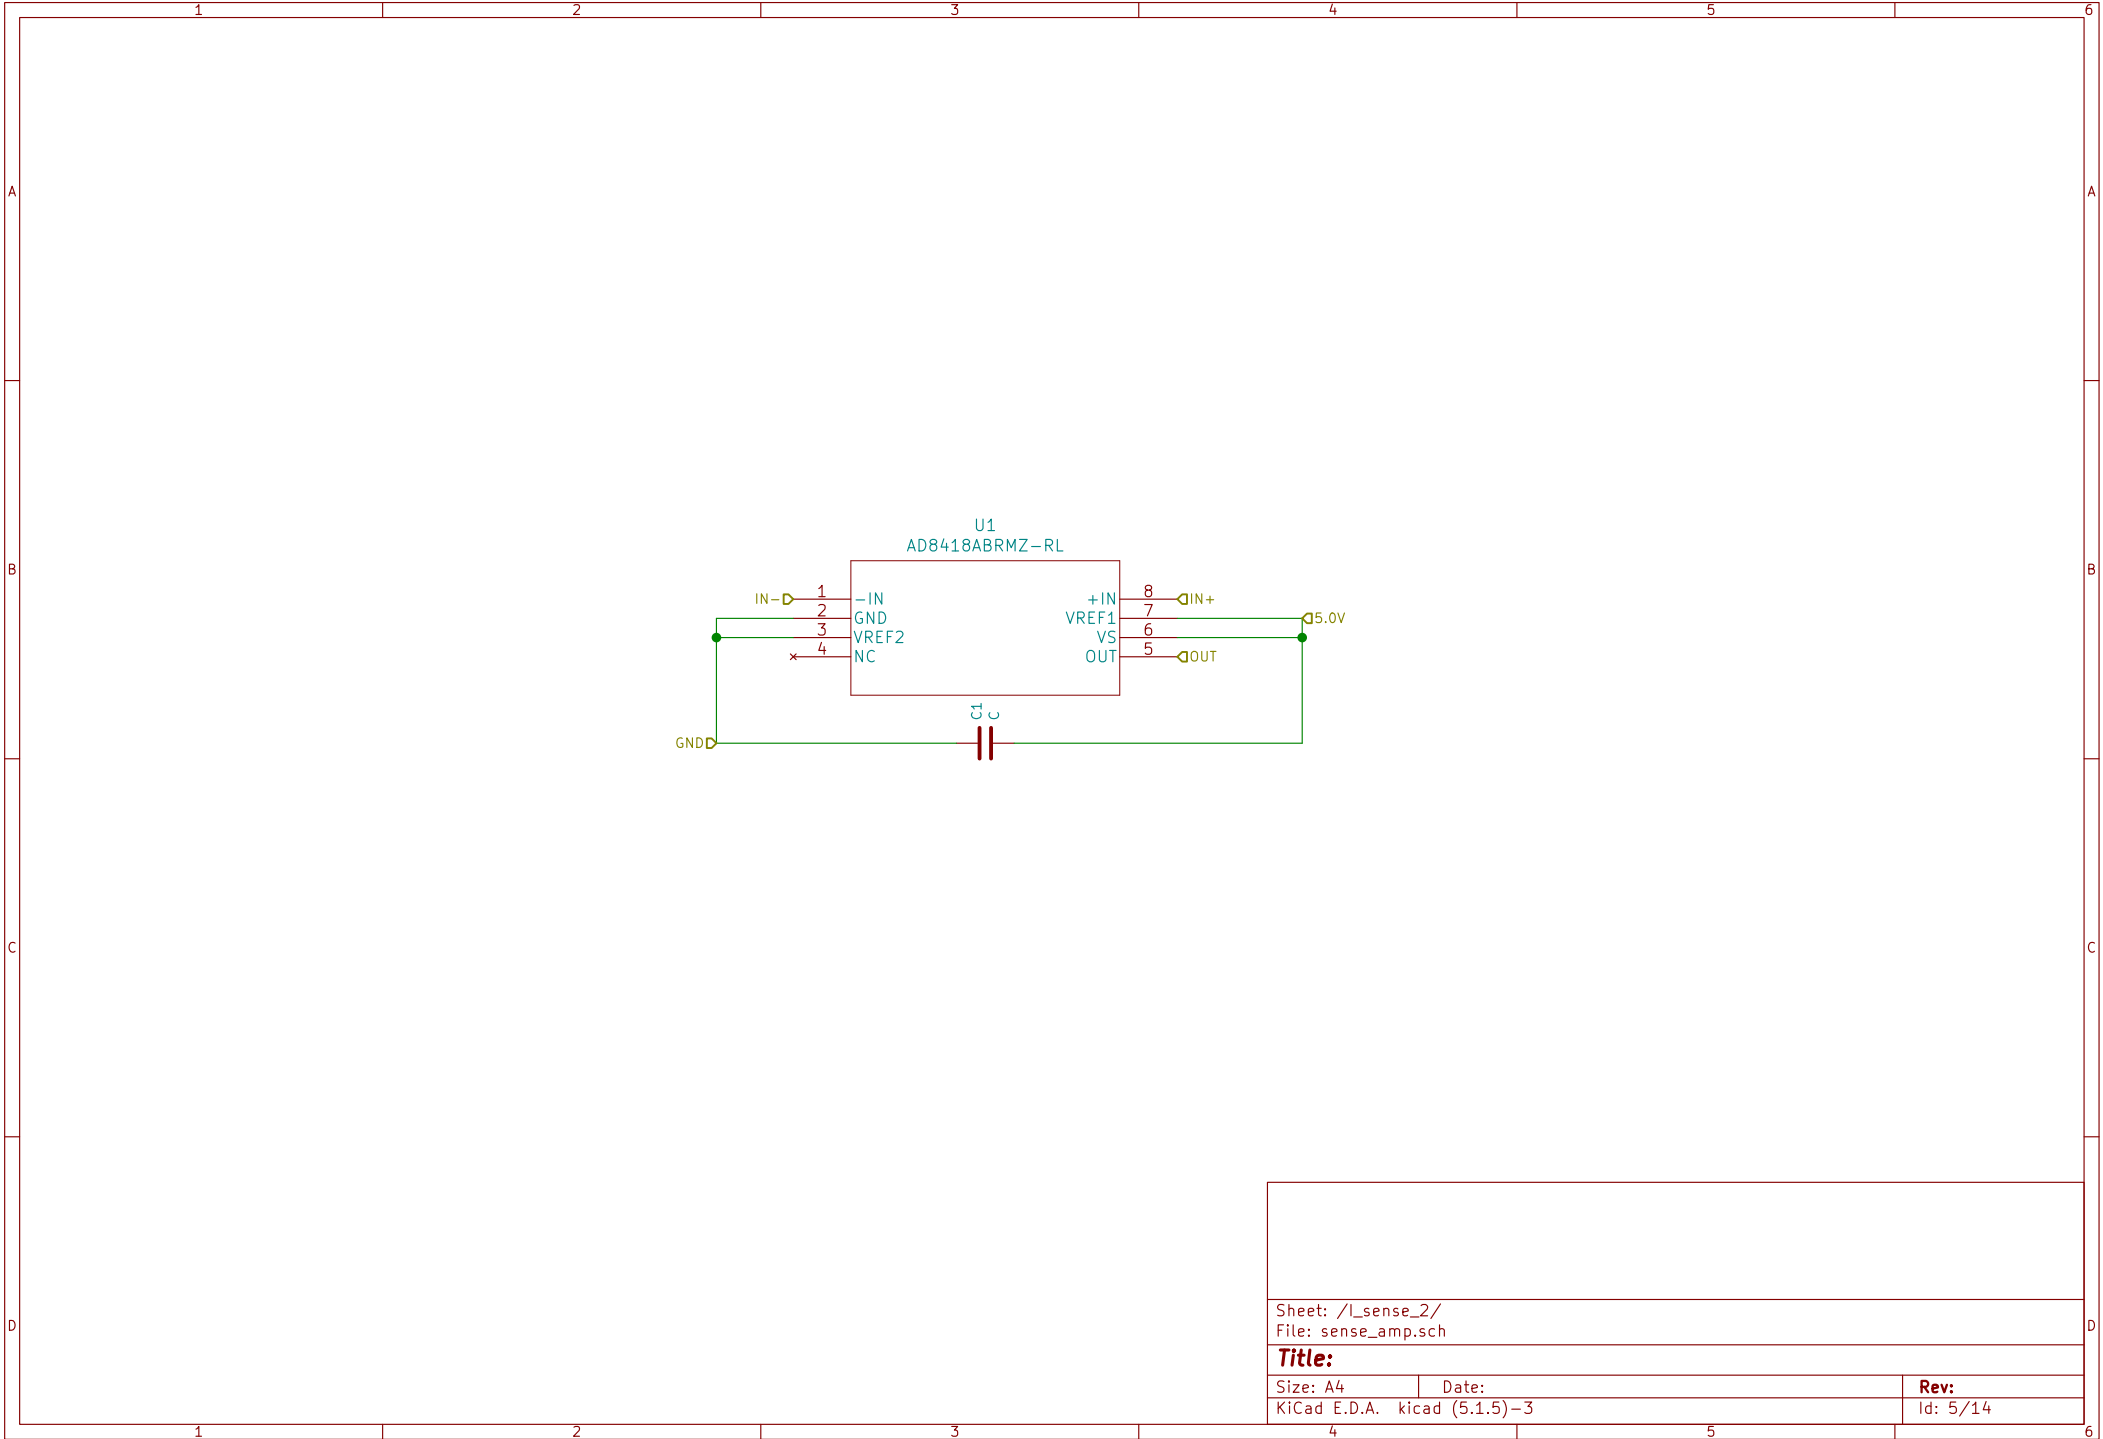 1 2 3 4 5 6
A A
U1
AD8418ABRMZ-RL
B B
IN- 1 -IN +IN 8 IN+
2 GND VREF1 7 5.0V
3 VREF2 VS 6
4 NC OUT 5 OUT
C1
C
GND
C C
Sheet: /I_sense_2/
File: sense_amp.sch
D D
Title:
Size: A4 Date: Rev:
KiCad E.D.A. kicad (5.1.5)-3 Id: 5/14
1 2 3 4 5 6